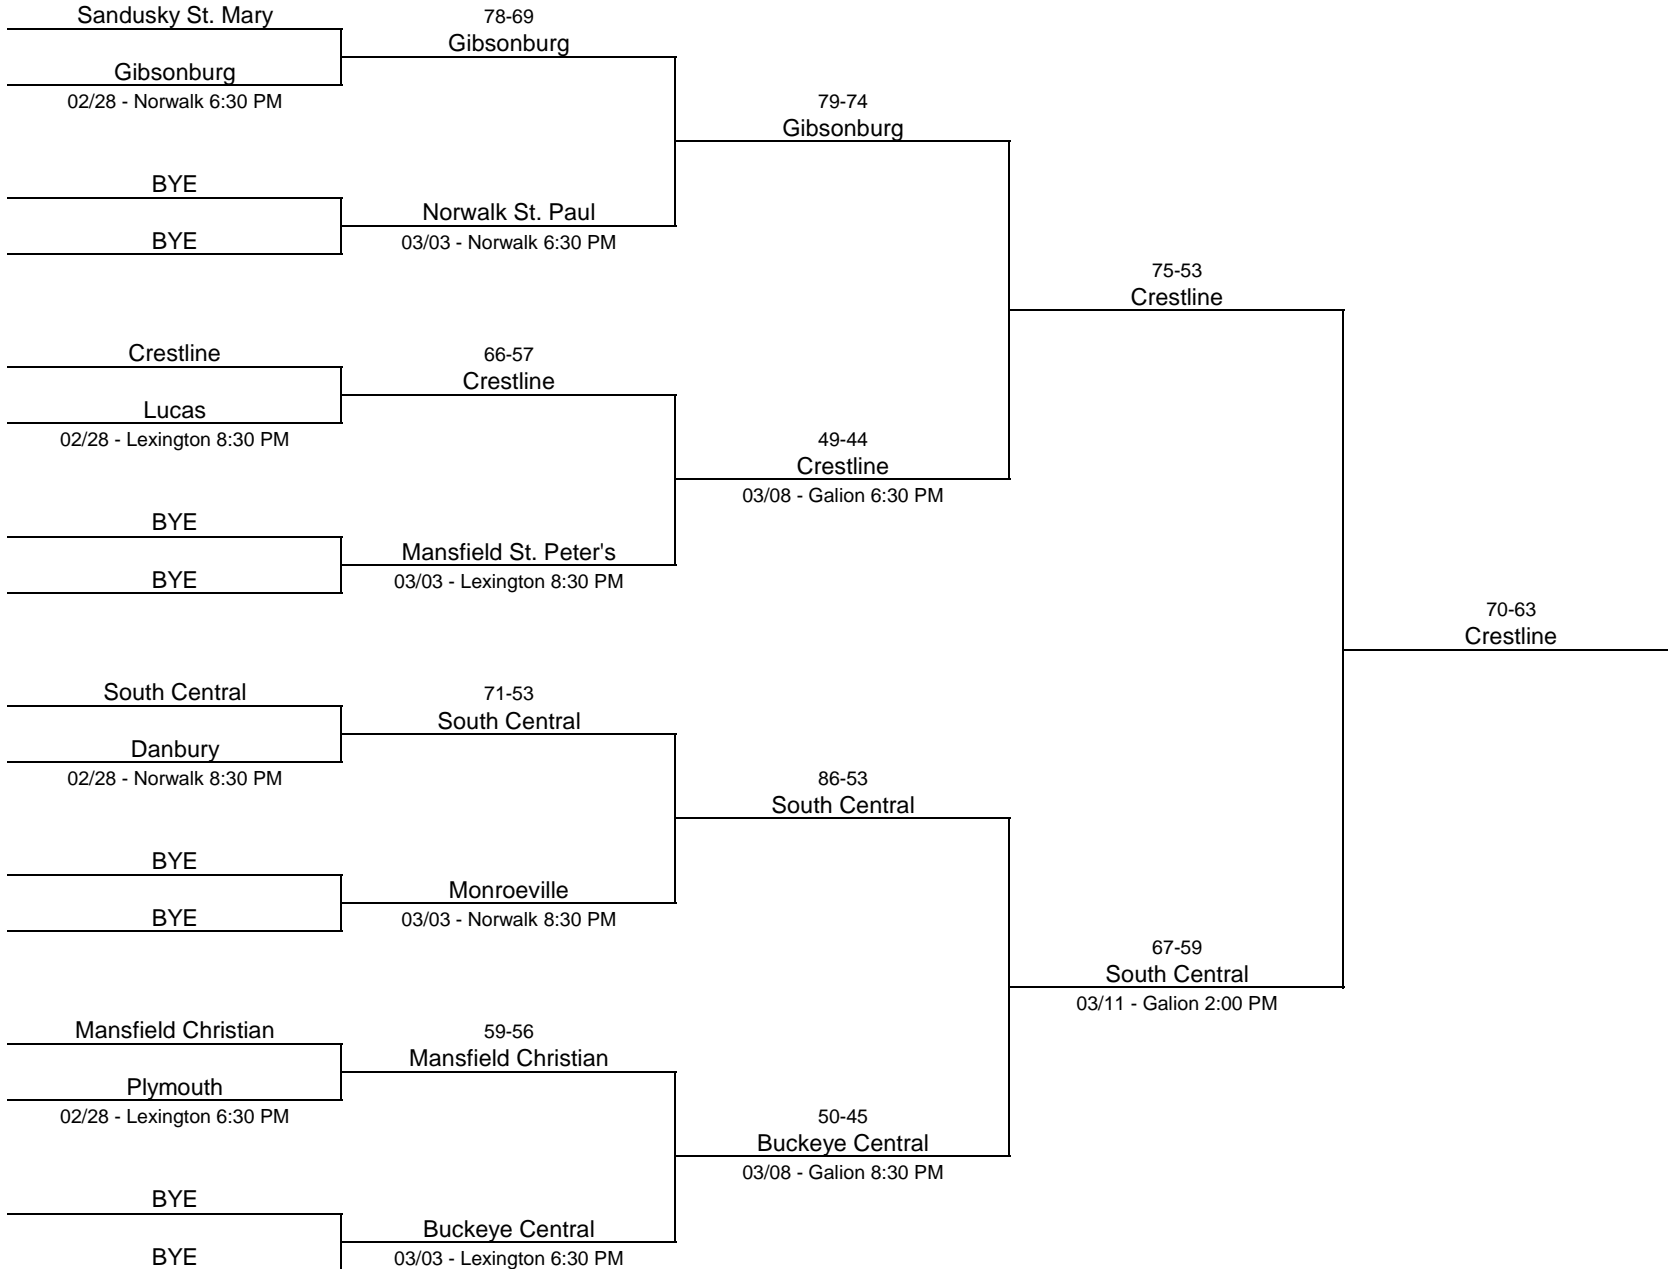 Sandusky St. Mary
Gibsonburg
02/28 - Norwalk 6:30 PM
BYE
BYE
Crestline
Lucas
02/28 - Lexington 8:30 PM
BYE
BYE
South Central
Danbury
02/28 - Norwalk 8:30 PM
BYE
BYE
Mansfield Christian
Plymouth
02/28 - Lexington 6:30 PM
BYE
BYE
78-69
Gibsonburg
Norwalk St. Paul
03/03 - Norwalk 6:30 PM
66-57
Crestline
Mansfield St. Peter's
03/03 - Lexington 8:30 PM
71-53
South Central
Monroeville
03/03 - Norwalk 8:30 PM
59-56
Mansfield Christian
Buckeye Central
03/03 - Lexington 6:30 PM
79-74
Gibsonburg
49-44
Crestline
03/08 - Galion 6:30 PM
86-53
South Central
50-45
Buckeye Central
03/08 - Galion 8:30 PM
75-53
Crestline
67-59
South Central
03/11 - Galion 2:00 PM
70-63
Crestline